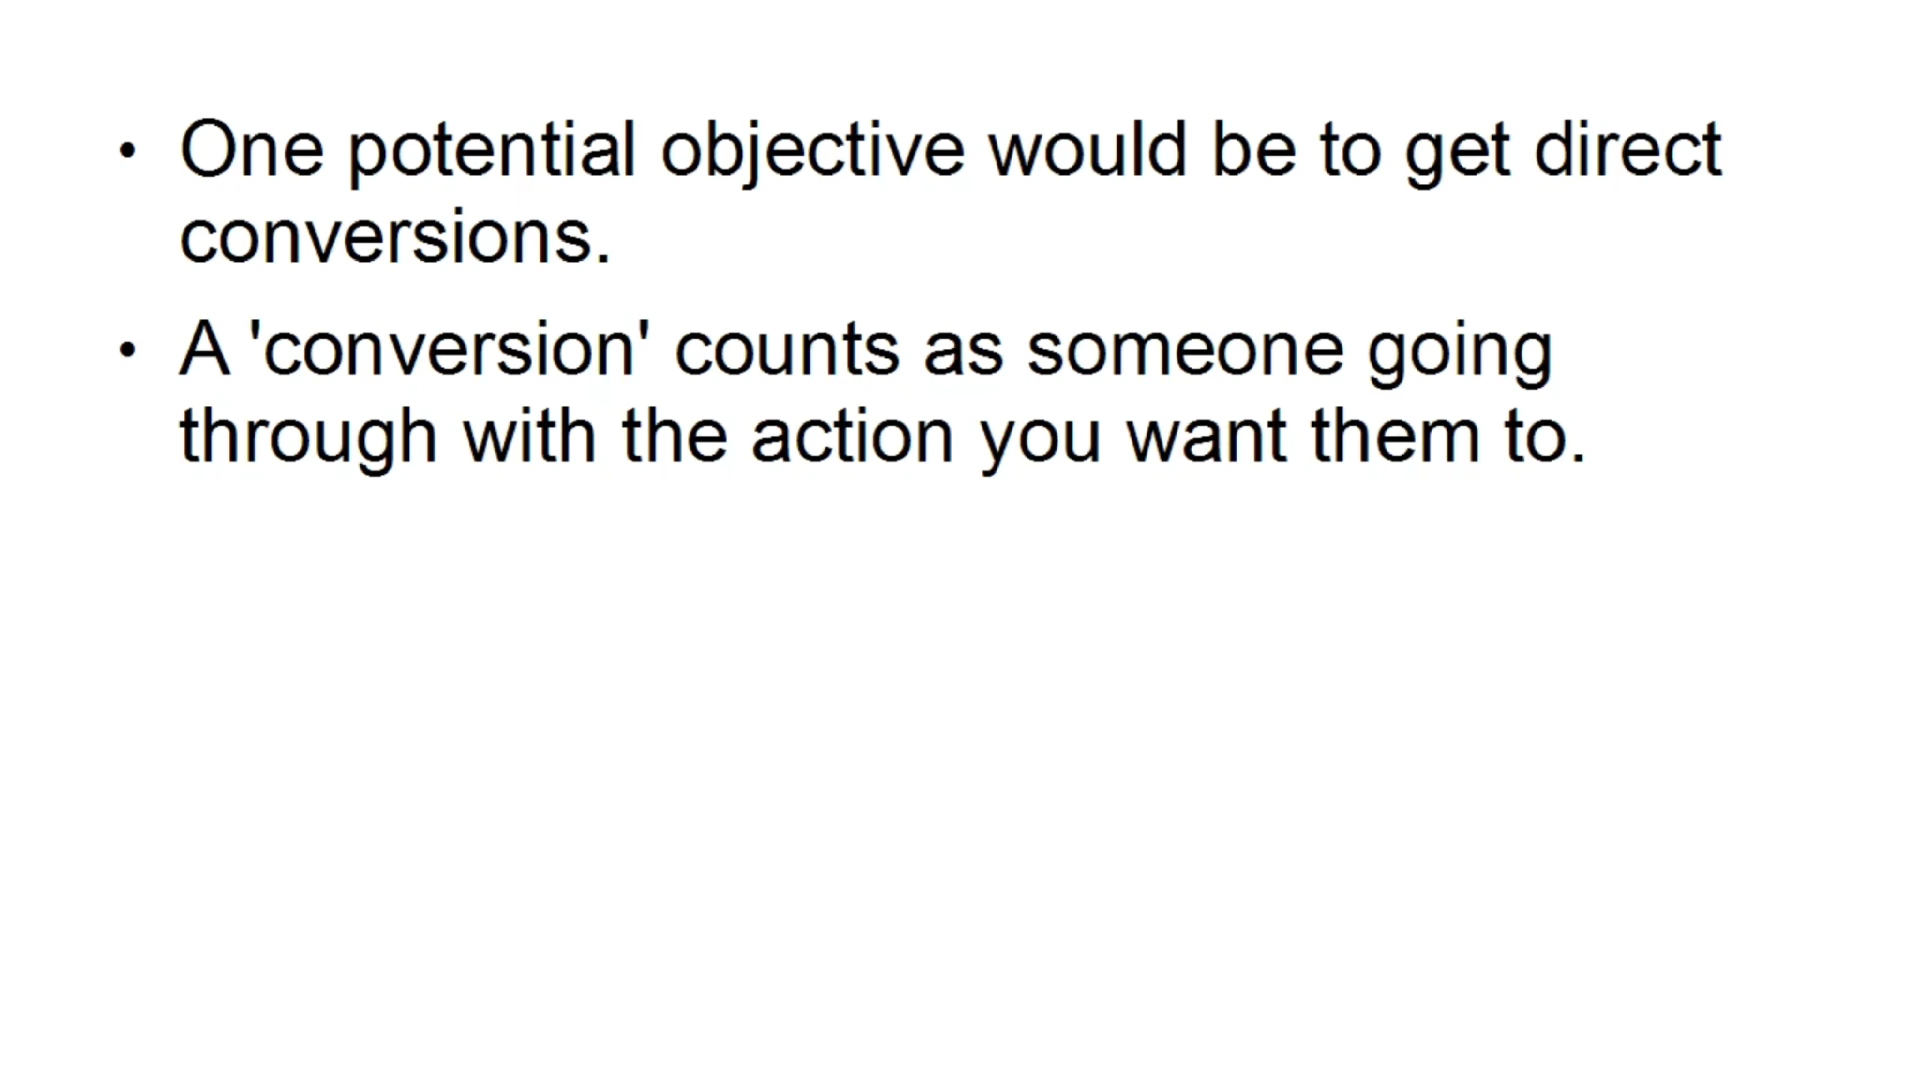 • One potential objective would be to get direct
conversions.
• A 'conversion' counts as someone going
through with the action you want them to.